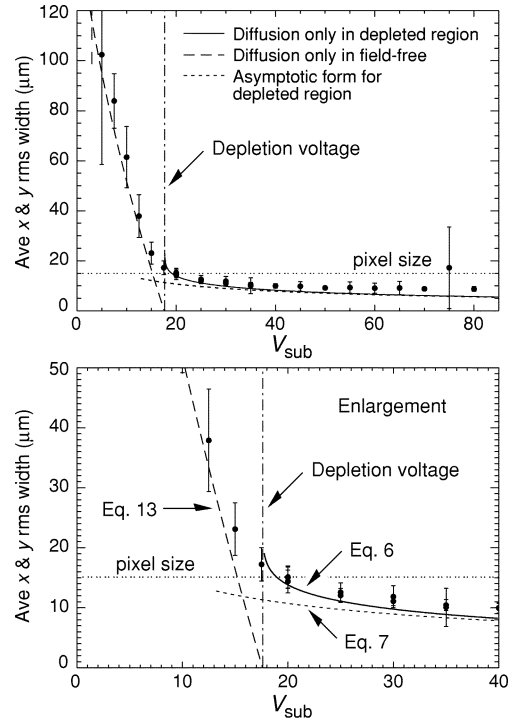 120
100
80
60
40
20
0
Ave x & y rms width (μm)
Diffusion only in depleted region
Diffusion only in field-free
Asymptotic form for
depleted region
Depletion voltage
pixel size
0
20
40
60
80
Vsub
50
40
30
20
10
0
Ave x & y rms width (μm)
Enlargement
Depletion voltage
Eq. 13
Eq. 6
pixel size
Eq. 7
0
10
20
30
40
Vsub